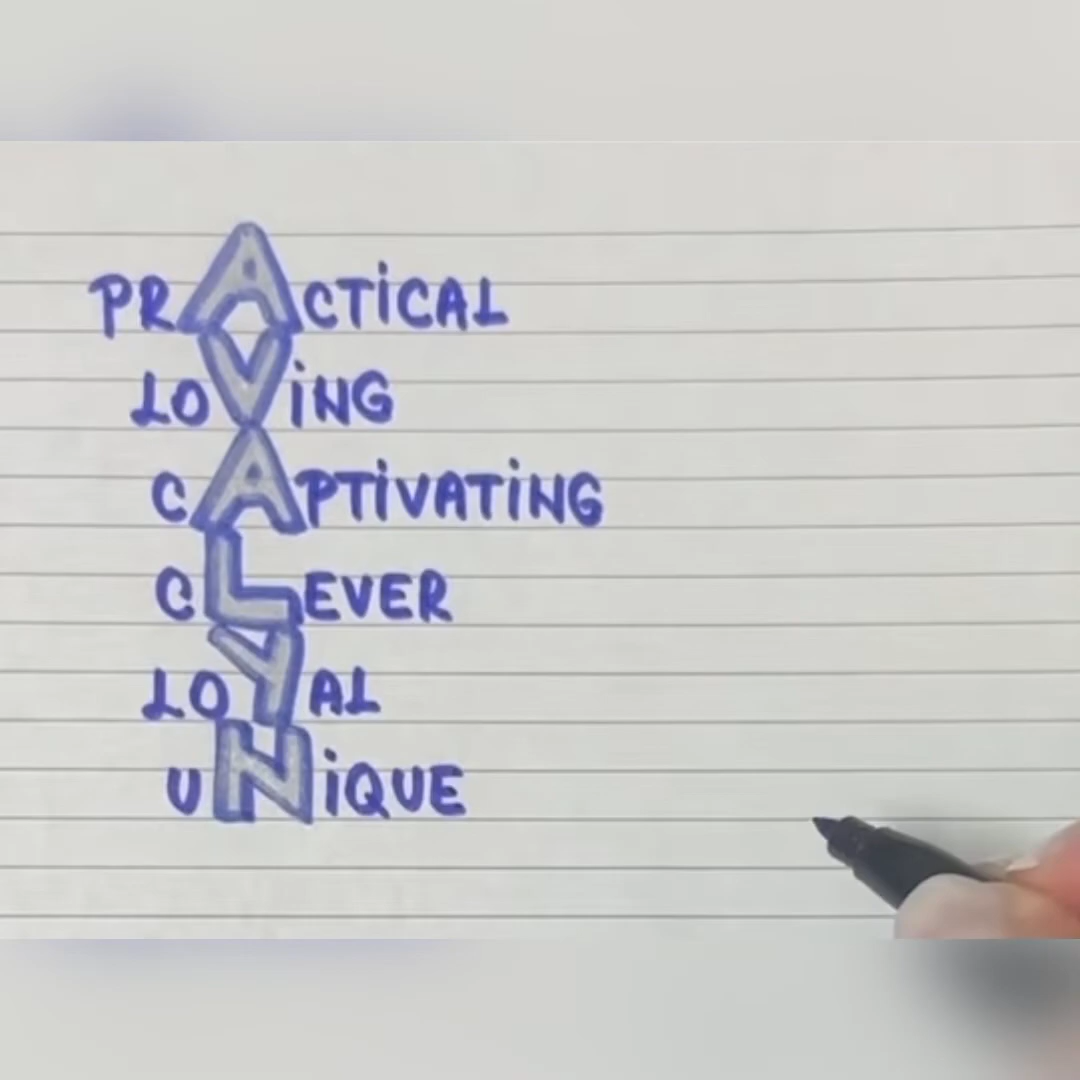 PRACTiCAL
LOViNG
CAPTiVATiNG
CLEVER
LOYAL
UNiQUE